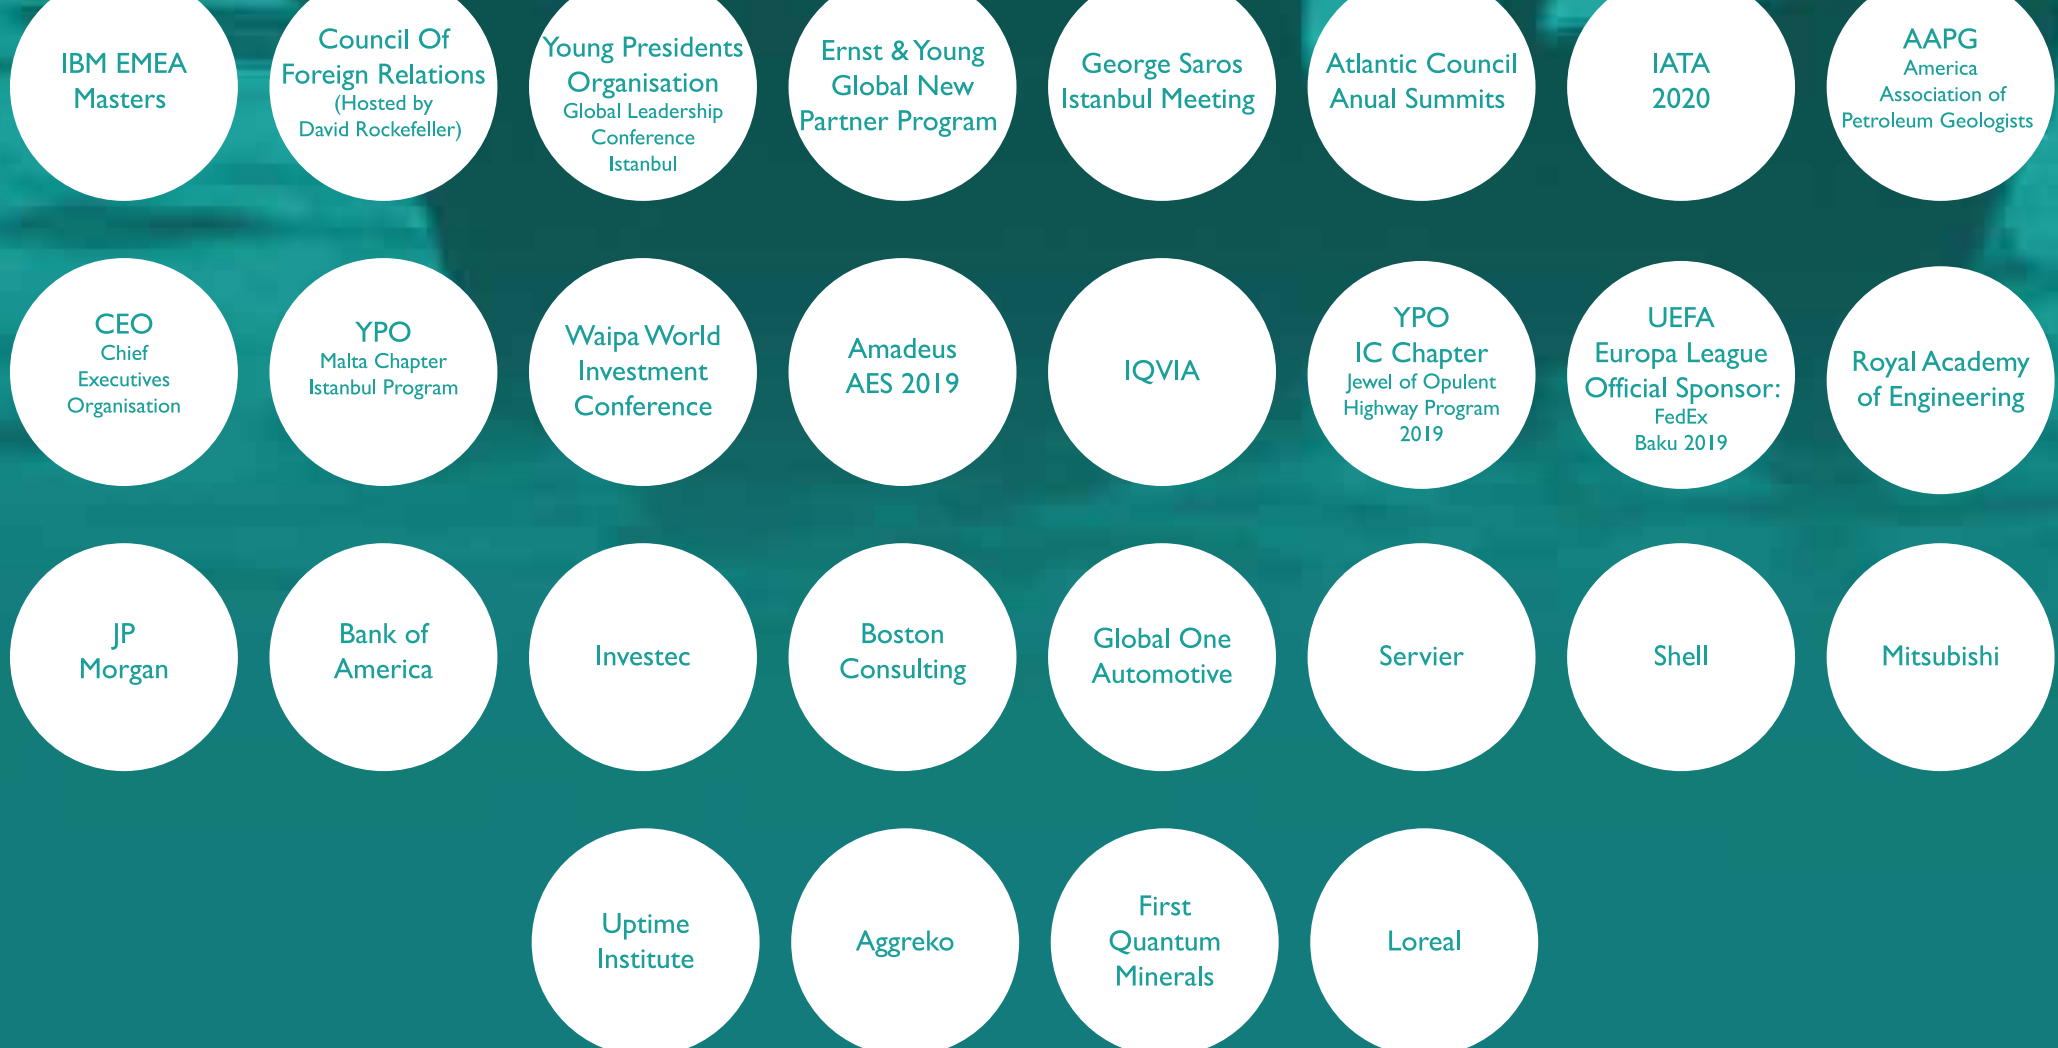 IBM EMEA
Masters
Council Of
Foreign Relations
(Hosted by
David Rockefeller)
Young Presidents
Organisation
Global Leadership
Conference
Istanbul
Ernst & Young
Global New
Partner Program
George Saros
Istanbul Meeting
Atlantic Council
Anual Summits
IATA
2020
AAPG
America
Association of
Petroleum Geologists
CEO
Chief
Executives
Organisation
YPO
Malta Chapter
Istanbul Program
Waipa World
Investment
Conference
Amadeus
AES 2019
IQVIA
YPO
IC Chapter
Jewel of Opulent
Highway Program
2019
UEFA
Europa League
Official Sponsor:
FedEx
Baku 2019
Royal Academy
of Engineering
JP
Morgan
Bank of
America
Investec
Boston
Consulting
Global One
Automotive
Servier
Shell
Mitsubishi
Uptime
Institute
Aggreko
First
Quantum
Minerals
Loreal